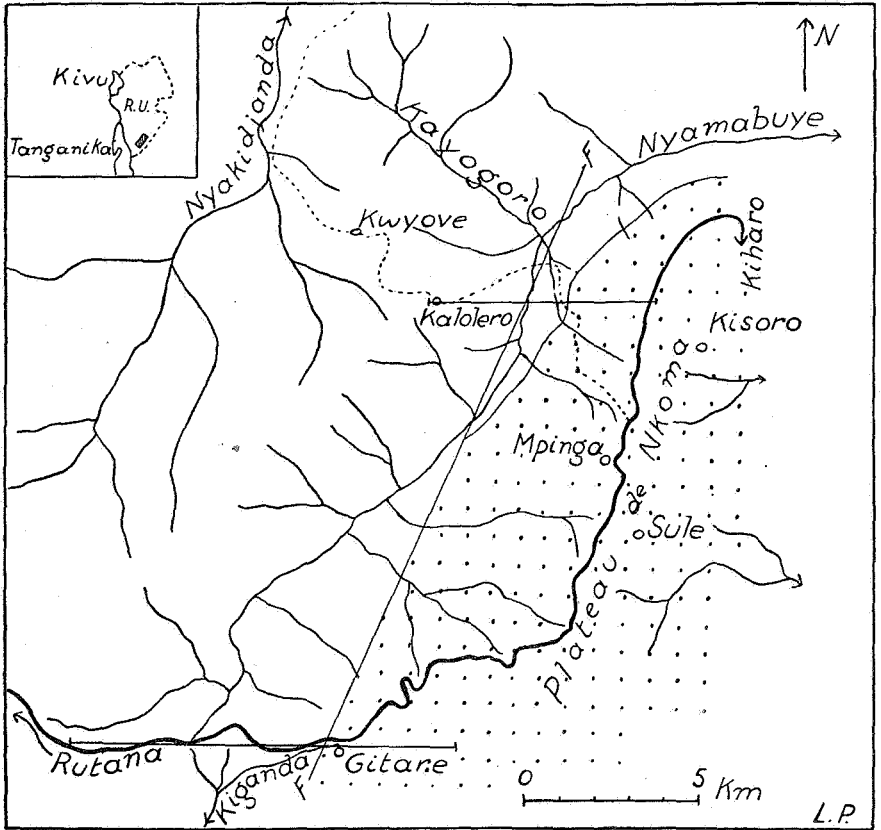 Kivu
R.U.
Tanganika
Nyakidjanda
Kayogoro
N
Nyamabuye
F
Kwyove
Kiharo
Kalolero
Kisoro
Mpinga
Plateau de Nkoma
Sule
Rutana
Kiganda
F
Gitare
0 5 Km
L.P.